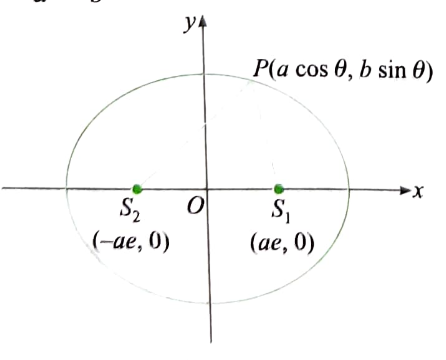 y
P(a cos θ, b sin θ)
x
S₂ O S₁
(–ae, 0) (ae, 0)